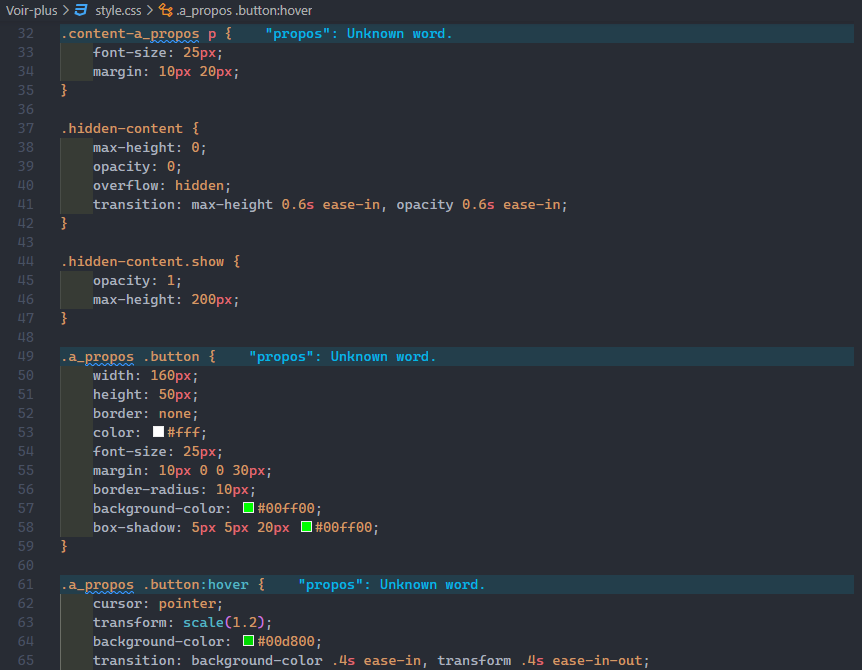 Voir-plus > style.css > .a_propos .button:hover
32 .content-a_propos p { "propos": Unknown word.
33 font-size: 25px;
34 margin: 10px 20px;
35 }
36
37 .hidden-content {
38 max-height: 0;
39 opacity: 0;
40 overflow: hidden;
41 transition: max-height 0.6s ease-in, opacity 0.6s ease-in;
42 }
43
44 .hidden-content.show {
45 opacity: 1;
46 max-height: 200px;
47 }
48
49 .a_propos .button { "propos": Unknown word.
50 width: 160px;
51 height: 50px;
52 border: none;
53 color: #fff;
54 font-size: 25px;
55 margin: 10px 0 0 30px;
56 border-radius: 10px;
57 background-color: #00ff00;
58 box-shadow: 5px 5px 20px #00ff00;
59 }
60
61 .a_propos .button:hover { "propos": Unknown word.
62 cursor: pointer;
63 transform: scale(1.2);
64 background-color: #00d800;
65 transition: background-color .4s ease-in, transform .4s ease-in-out;